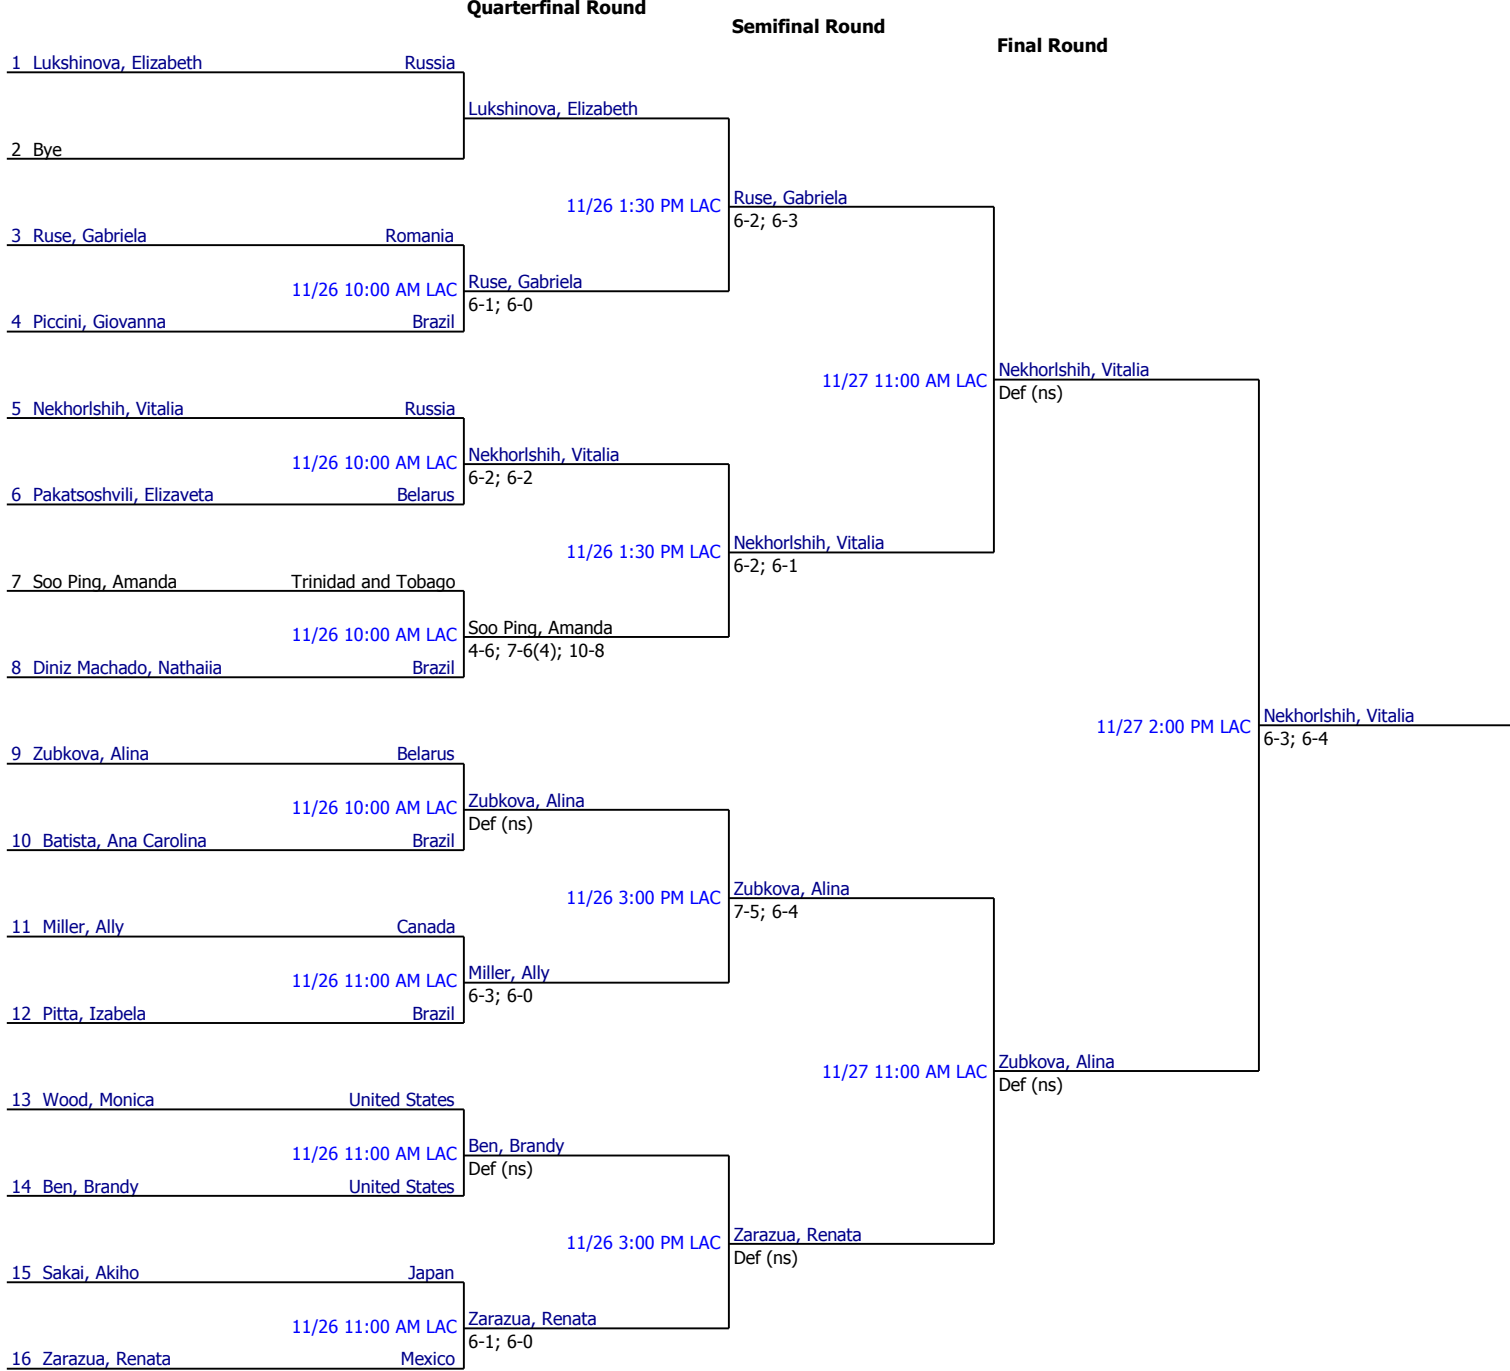 Quarterfinal Round
Semifinal Round
Final Round
1 Lukshinova, Elizabeth Russia
Lukshinova, Elizabeth
2 Bye
11/26 1:30 PM LAC Ruse, Gabriela
6-2; 6-3
3 Ruse, Gabriela Romania
11/26 10:00 AM LAC Ruse, Gabriela
6-1; 6-0
4 Piccini, Giovanna Brazil
11/27 11:00 AM LAC Nekhorlshih, Vitalia
Def (ns)
5 Nekhorlshih, Vitalia Russia
11/26 10:00 AM LAC Nekhorlshih, Vitalia
6-2; 6-2
6 Pakatsoshvili, Elizaveta Belarus
11/26 1:30 PM LAC Nekhorlshih, Vitalia
6-2; 6-1
7 Soo Ping, Amanda Trinidad and Tobago
11/26 10:00 AM LAC Soo Ping, Amanda
4-6; 7-6(4); 10-8
8 Diniz Machado, Nathaiia Brazil
11/27 2:00 PM LAC Nekhorlshih, Vitalia
6-3; 6-4
9 Zubkova, Alina Belarus
11/26 10:00 AM LAC Zubkova, Alina
Def (ns)
10 Batista, Ana Carolina Brazil
11/26 3:00 PM LAC Zubkova, Alina
7-5; 6-4
11 Miller, Ally Canada
11/26 11:00 AM LAC Miller, Ally
6-3; 6-0
12 Pitta, Izabela Brazil
11/27 11:00 AM LAC Zubkova, Alina
Def (ns)
13 Wood, Monica United States
11/26 11:00 AM LAC Ben, Brandy
Def (ns)
14 Ben, Brandy United States
11/26 3:00 PM LAC Zarazua, Renata
Def (ns)
15 Sakai, Akiho Japan
11/26 11:00 AM LAC Zarazua, Renata
6-1; 6-0
16 Zarazua, Renata Mexico